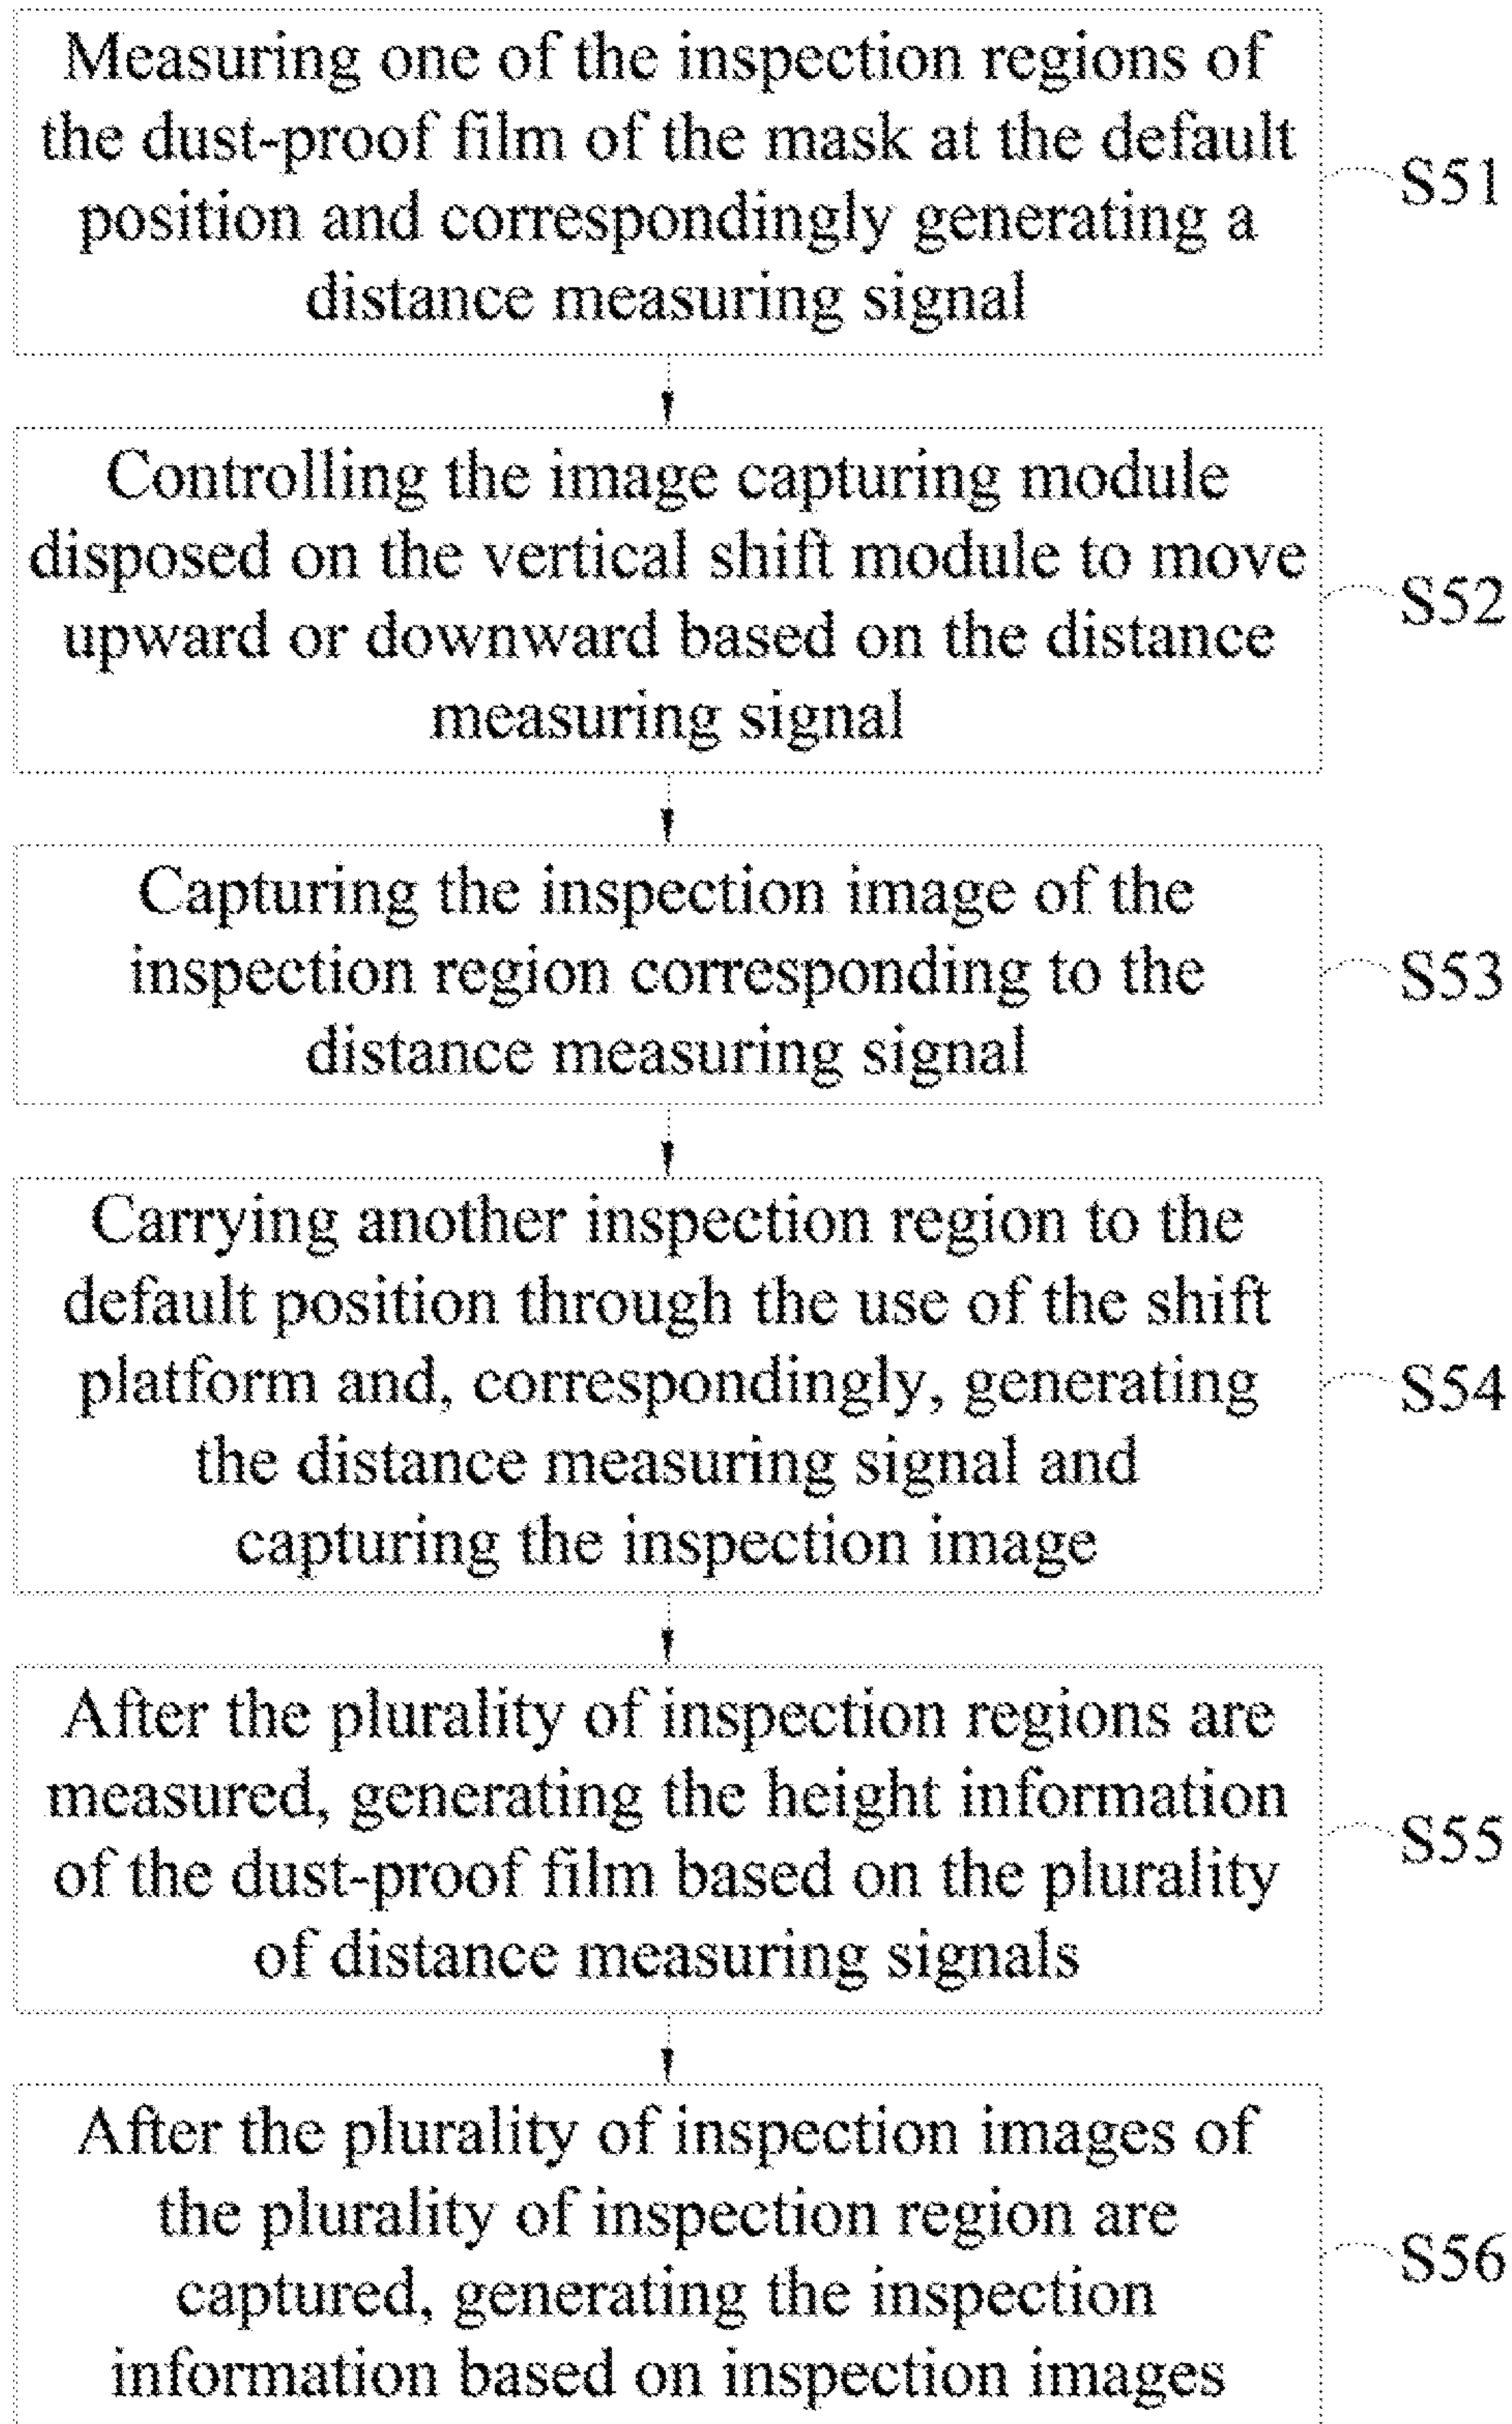 Measuring one of the inspection regions of
the dust-proof film of the mask at the default
position and correspondingly generating a
distance measuring signal
S51
Controlling the image capturing module
disposed on the vertical shift module to move
upward or downward based on the distance
measuring signal
S52
Capturing the inspection image of the
inspection region corresponding to the
distance measuring signal
S53
Carrying another inspection region to the
default position through the use of the shift
platform and, correspondingly, generating
the distance measuring signal and
capturing the inspection image
S54
After the plurality of inspection regions are
measured, generating the height information
of the dust-proof film based on the plurality
of distance measuring signals
S55
After the plurality of inspection images of
the plurality of inspection region are
captured, generating the inspection
information based on inspection images
S56